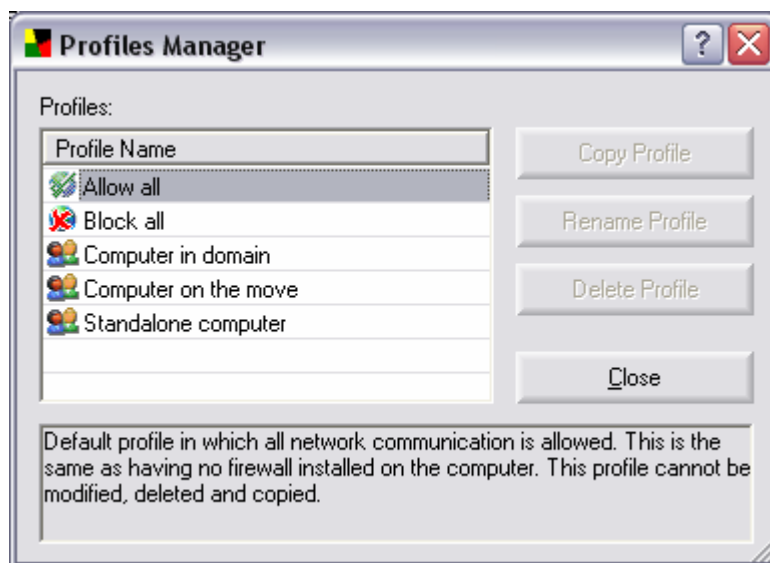 Profiles Manager
Profiles:
Profile Name
Allow all
Block all
Computer in domain
Computer on the move
Standalone computer
Copy Profile
Rename Profile
Delete Profile
Close
Default profile in which all network communication is allowed. This is the
same as having no firewall installed on the computer. This profile cannot be
modified, deleted and copied.